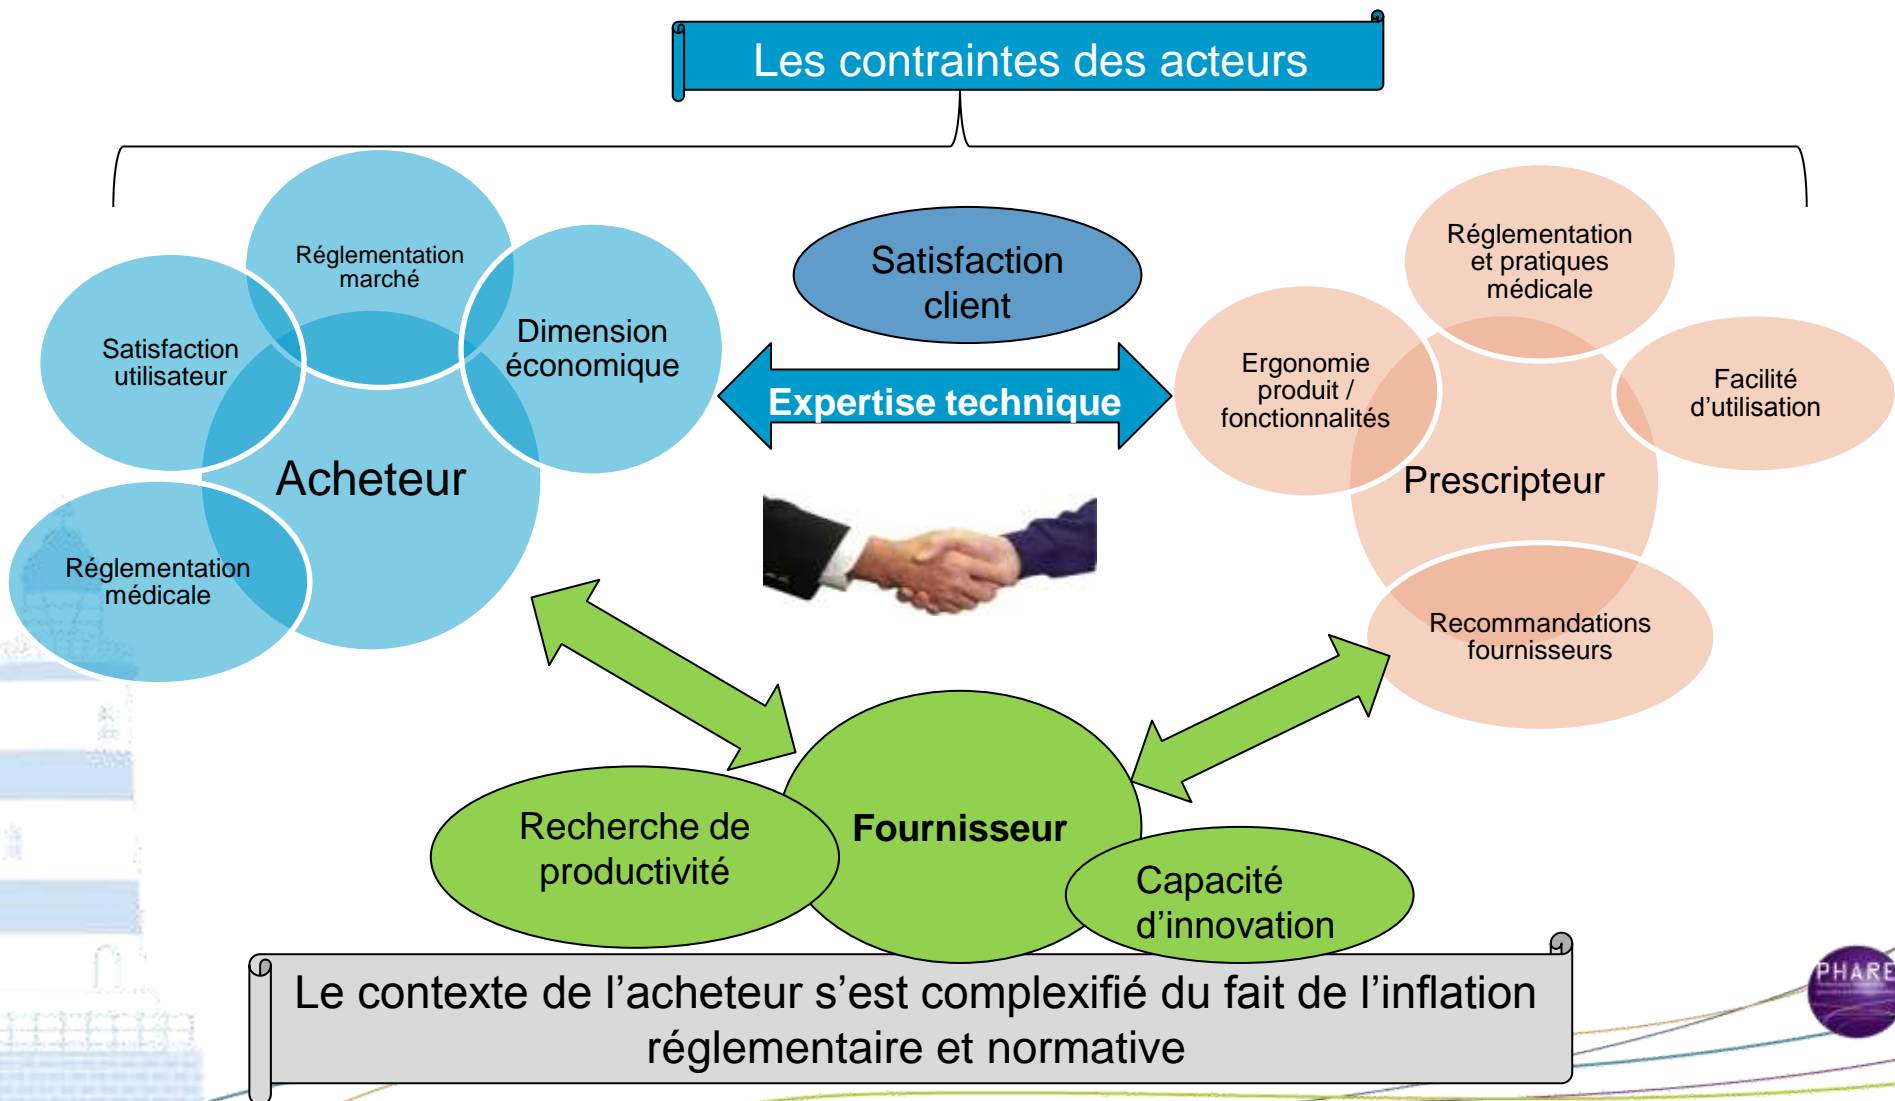 Les contraintes des acteurs
Réglementation
marché
Satisfaction
utilisateur
Dimension
économique
Acheteur
Réglementation
médicale
Satisfaction
client
Expertise technique
Réglementation
et pratiques
médicale
Ergonomie
produit /
fonctionnalités
Facilité
d’utilisation
Prescripteur
Recommandations
fournisseurs
Recherche de
productivité
Fournisseur
Capacité
d’innovation
Le contexte de l’acheteur s’est complexifié du fait de l’inflation
réglementaire et normative
PHARE